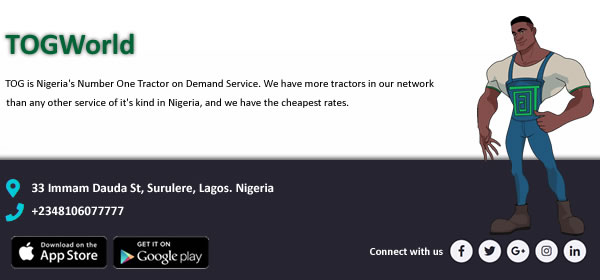 TOGWorld
TOG is Nigeria's Number One Tractor on Demand Service. We have more tractors in our network
than any other service of it's kind in Nigeria, and we have the cheapest rates.
33 Immam Dauda St, Surulere, Lagos. Nigeria
+2348106077777
Download on the
App Store
GET IT ON
Google play
Connect with us